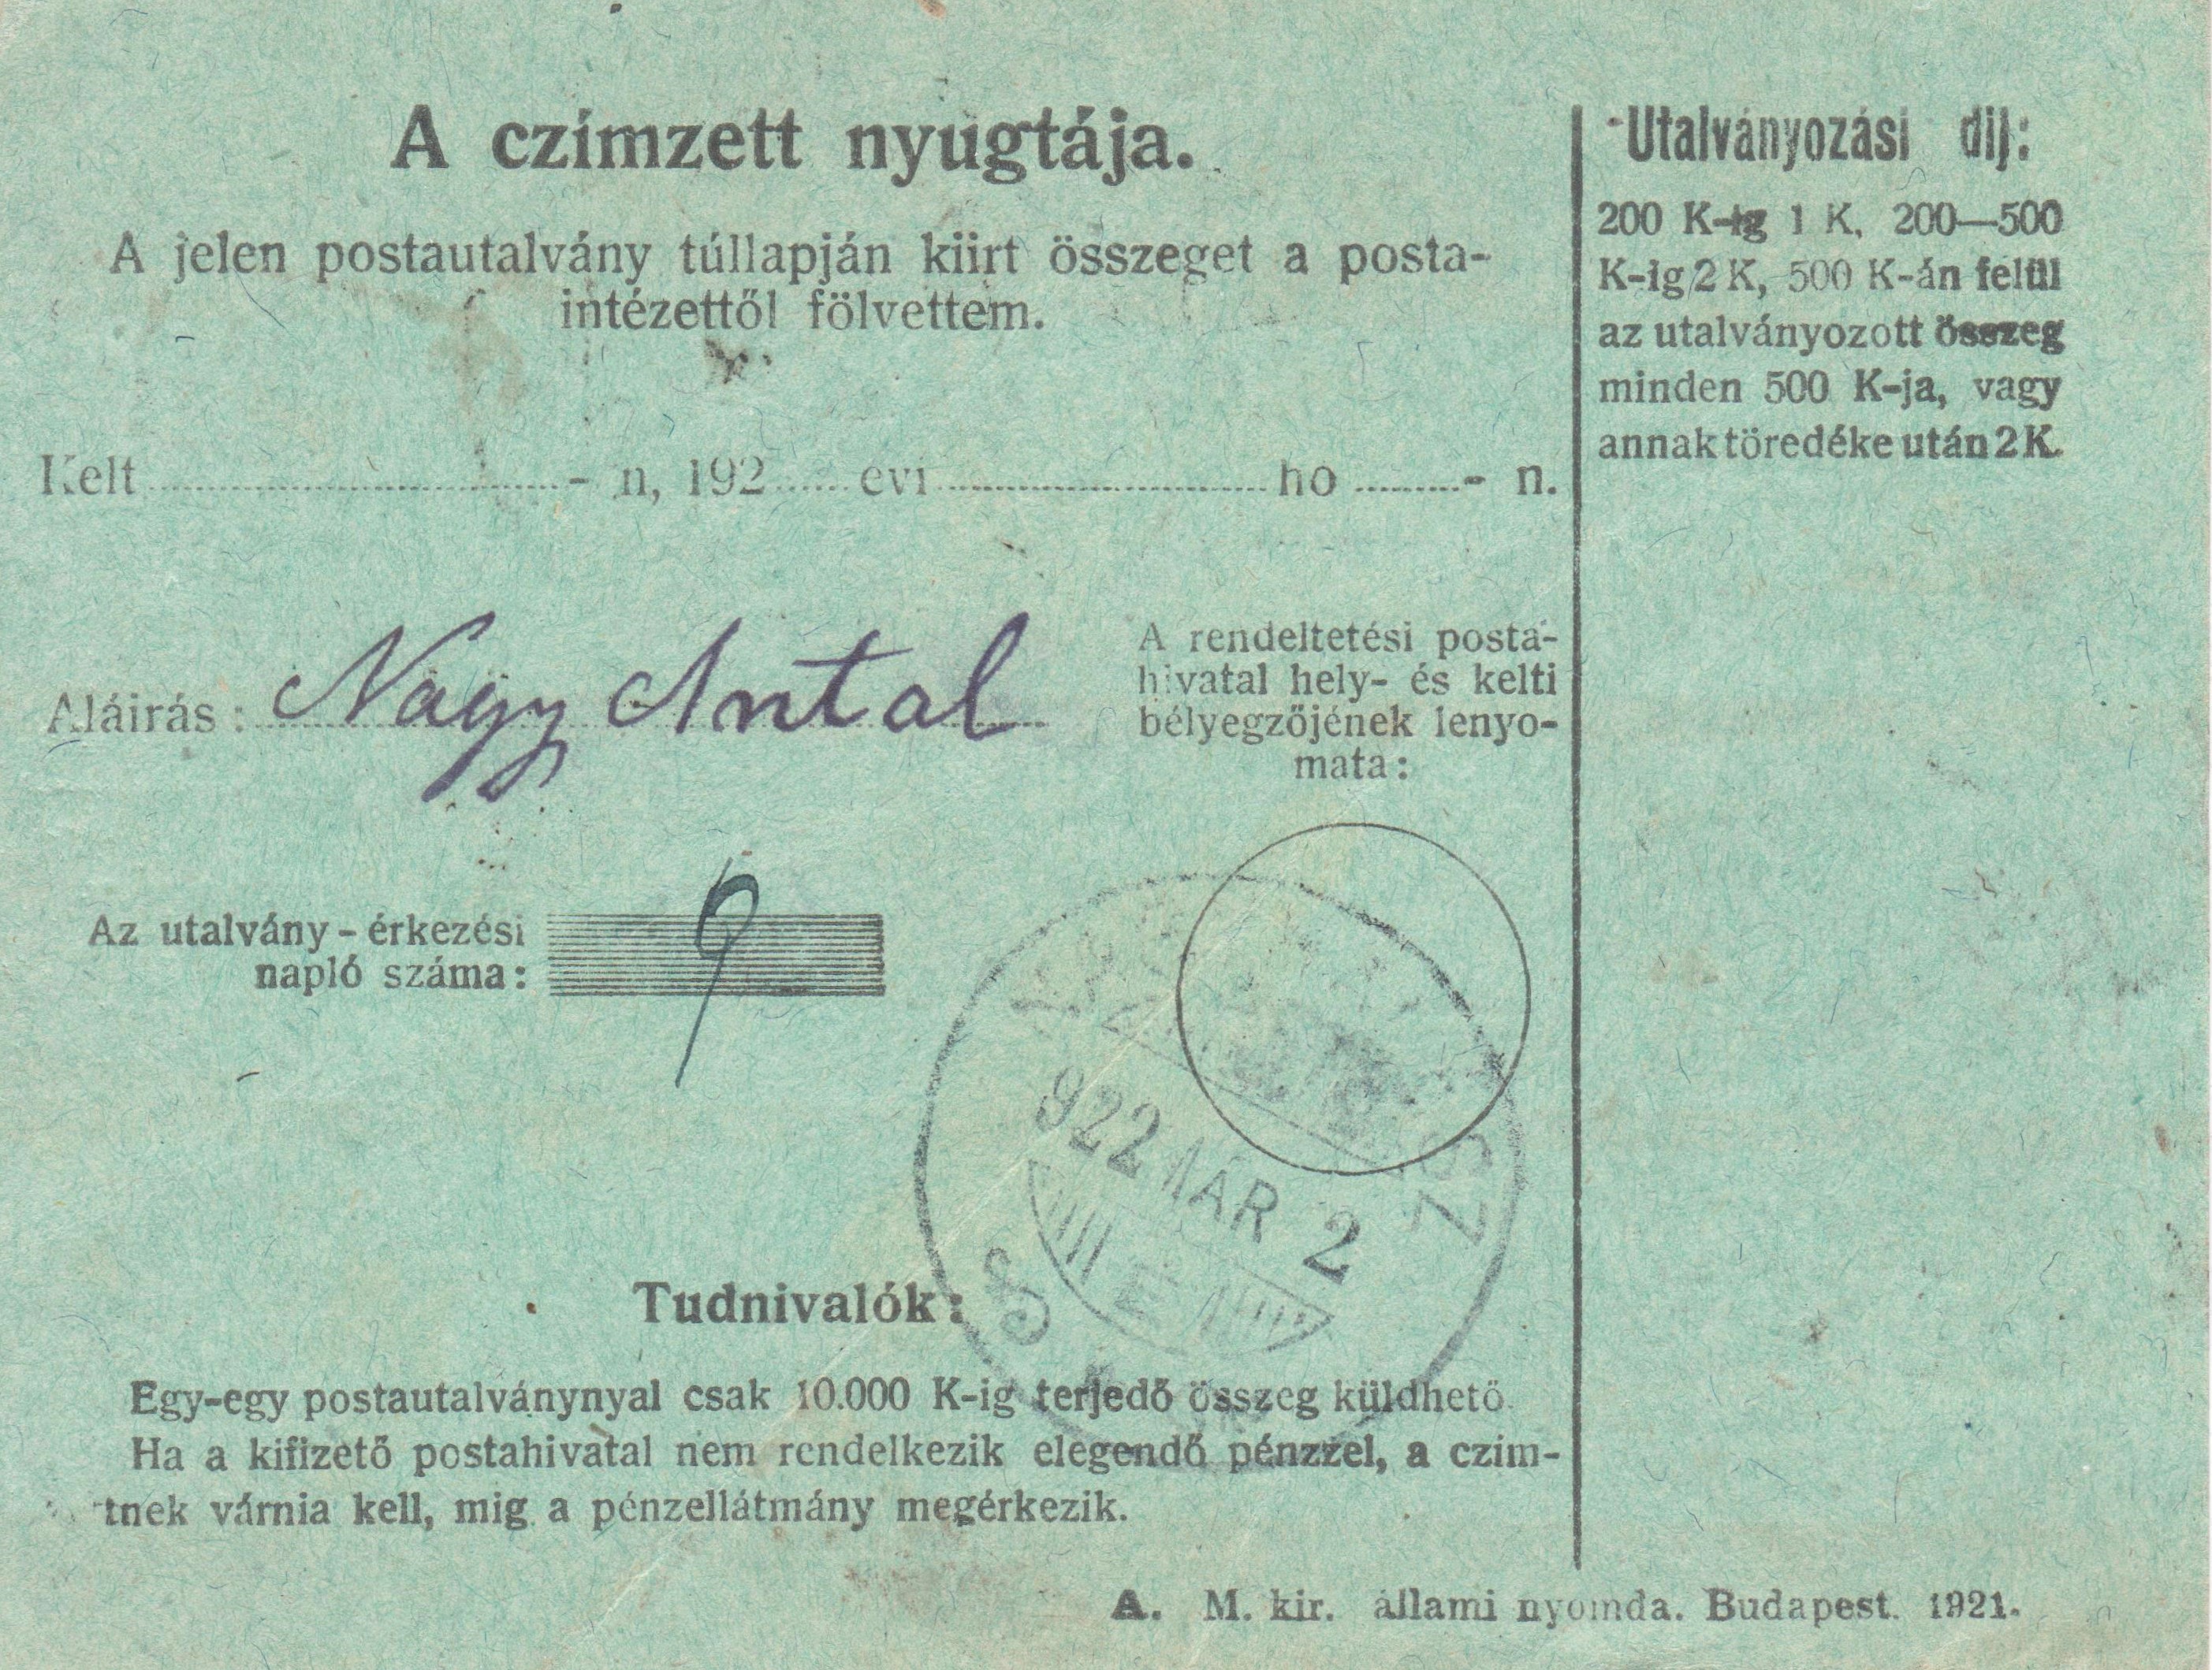 A czímzett nyugtája.
A jelen postautalvány túllapján kiirt összeget a posta-
intézettől fölvettem.
Kelt - n, 192 évi hó - n.
Aláirás: Nagy Antal
A rendeltetési posta-
hivatal hely- és kelti
bélyegzőjének lenyo-
mata:
Az utalvány-érkezési
napló száma: 9
922 MÁR 2
E
S
SZ
Tudnivalók:
Egy-egy postautalványnyal csak 10.000 K-ig terjedő összeg küldhető.
Ha a kifizető postahivatal nem rendelkezik elegendő pénzzel, a czim-
tnek várnia kell, mig a pénzellátmány megérkezik.
Utalványozási dij:
200 K-ig 1 K, 200—500
K-ig 2 K, 500 K-án felül
az utalványozott összeg
minden 500 K-ja, vagy
annak töredéke után 2 K.
A. M. kir. állami nyomda. Budapest. 1921.